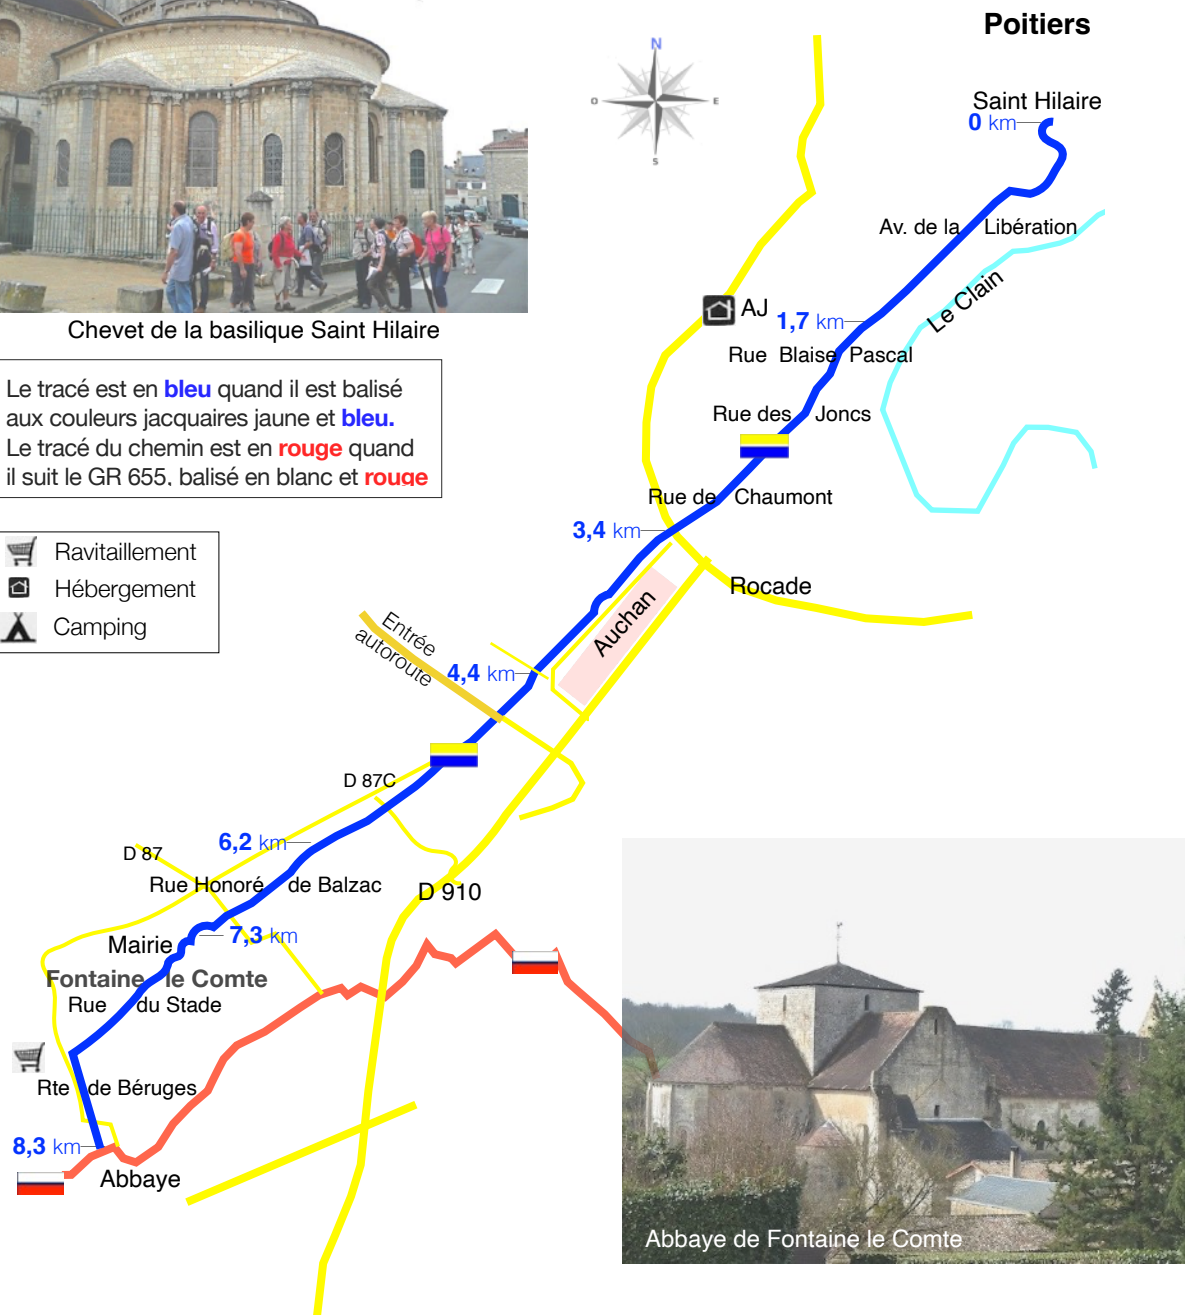 Poitiers
N
O
E
S
Saint Hilaire
0 km
Av. de la Libération
Le Clain
AJ
1,7 km
Rue Blaise Pascal
Chevet de la basilique Saint Hilaire
Le tracé est en bleu quand il est balisé
aux couleurs jacquaires jaune et bleu.
Le tracé du chemin est en rouge quand
il suit le GR 655, balisé en blanc et rouge
Rue des Joncs
Rue de Chaumont
3,4 km
Ravitaillement
Hébergement
Camping
Rocade
Auchan
Entrée
autoroute
4,4 km
D 87C
6,2 km
D 87
Rue Honoré de Balzac
D 910
7,3 km
Mairie
Fontaine le Comte
Rue du Stade
Rte de Béruges
8,3 km
Abbaye
Abbaye de Fontaine le Comte